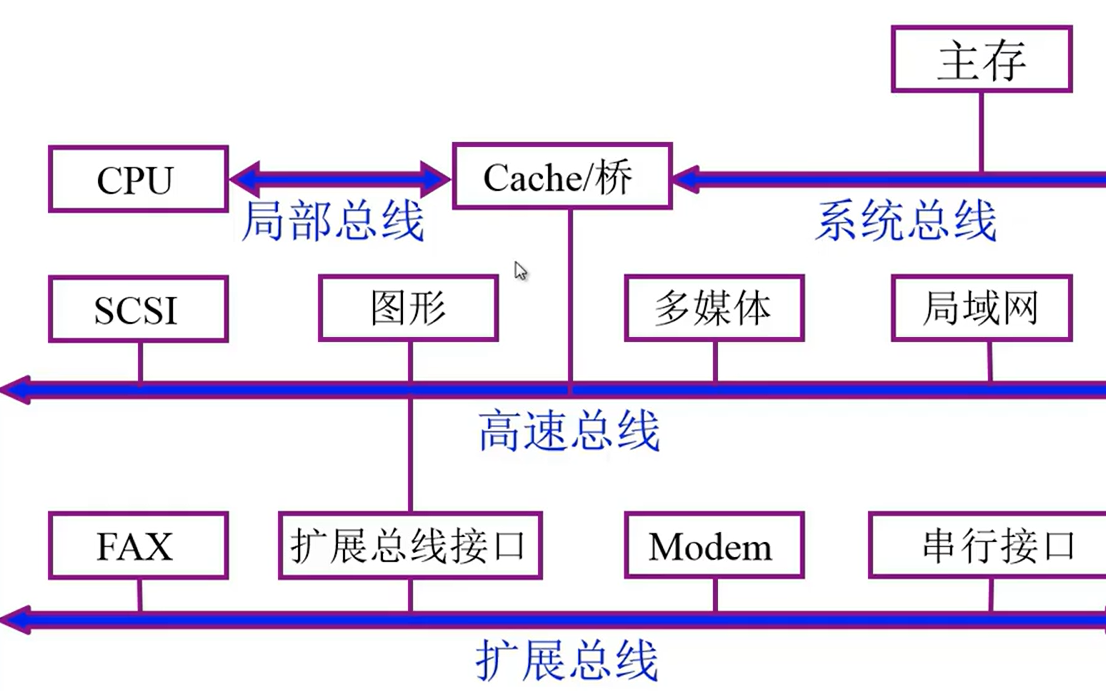 主存
CPU
Cache/桥
局部总线
系统总线
SCSI
图形
多媒体
局域网
高速总线
FAX
扩展总线接口
Modem
串行接口
扩展总线